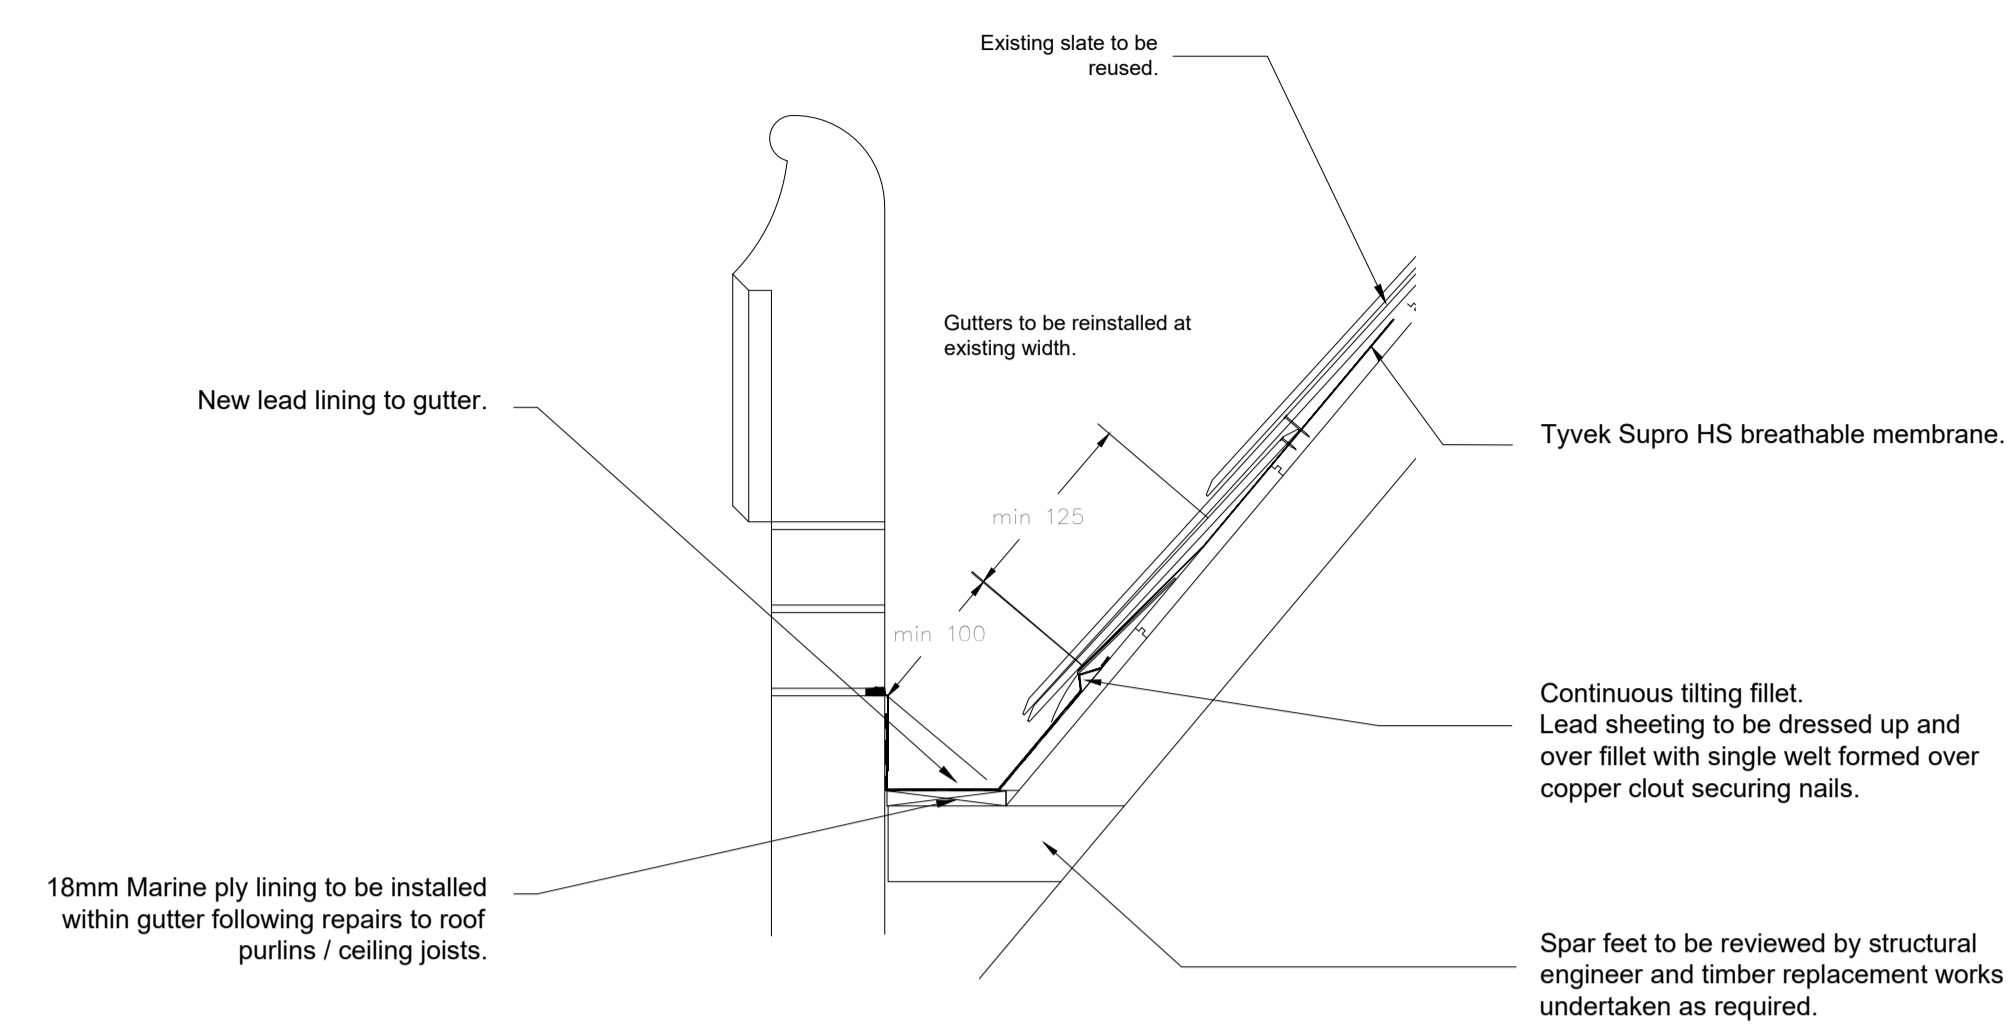 Existing slate to be
reused.
Gutters to be reinstalled at
existing width.
New lead lining to gutter.
Tyvek Supro HS breathable membrane.
min 125
min 100
Continuous tilting fillet.
Lead sheeting to be dressed up and
over fillet with single welt formed over
copper clout securing nails.
18mm Marine ply lining to be installed
within gutter following repairs to roof
purlins / ceiling joists.
Spar feet to be reviewed by structural
engineer and timber replacement works
undertaken as required.